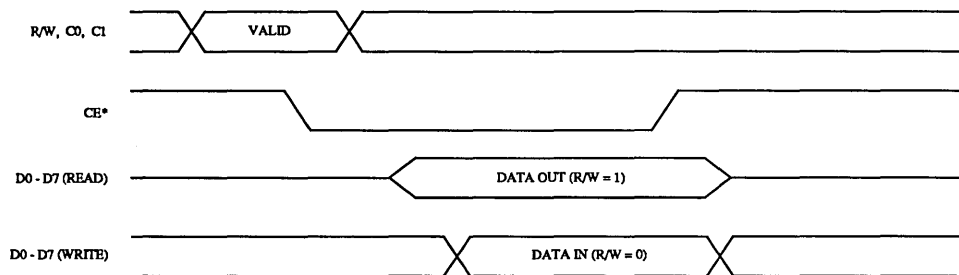 R/W, C0, C1
VALID
CE*
D0 - D7 (READ)
DATA OUT (R/W = 1)
D0 - D7 (WRITE)
DATA IN (R/W = 0)